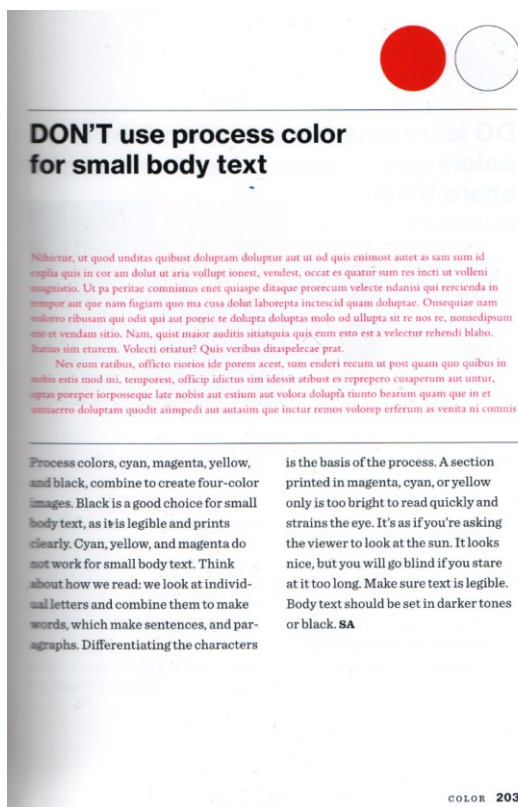 DON'T use process color
for small body text
Nihictur, ut quod unditas quibust doluptam doluptur aut ut od quis enimost autet as sam sum id
explia quis in cor am dolut ut aria vollupt ionest, vendest, occat es quatur sum res incti ut volleni
magnistio. Ut pa peritae comnimus enet quiaspe ditaque prorecum velecte ndanisi qui rercienda in
rempor aut que nam fugiam quo ma cusa dolut laborepta inctescid quam doluptae. Onsequiae nam
volorro ribusam qui odit qui aut poreic te dolupta doluptas molo od ullupta sit re nos re, nonsedipsum
ent et vendam sitio. Nam, quist maior auditis sitiatquia quis eum esto est a velectur rehendi blabo.
Itatius sim eturem. Volecti oriatur? Quis veribus ditaspelecae prat.
Nes eum ratibus, officto riorios ide porem acest, sum enderi recum ut post quam quo quibus in
nobis estis mod mi, temporest, officip idictus sim idessit atibust es reprepero cusaperum aut untur,
optas poreper iorposseque late nobist aut estium aut volora dolupta tiunto bearum quam que in et
untiaerro doluptam quodit asimpedi aut autasim que inctur remos volorep erferum as venita ni comnis
Process colors, cyan, magenta, yellow,
and black, combine to create four-color
images. Black is a good choice for small
body text, as it is legible and prints
clearly. Cyan, yellow, and magenta do
not work for small body text. Think
about how we read: we look at individ-
ual letters and combine them to make
words, which make sentences, and par-
agraphs. Differentiating the characters
is the basis of the process. A section
printed in magenta, cyan, or yellow
only is too bright to read quickly and
strains the eye. It's as if you're asking
the viewer to look at the sun. It looks
nice, but you will go blind if you stare
at it too long. Make sure text is legible.
Body text should be set in darker tones
or black. SA
COLOR 203